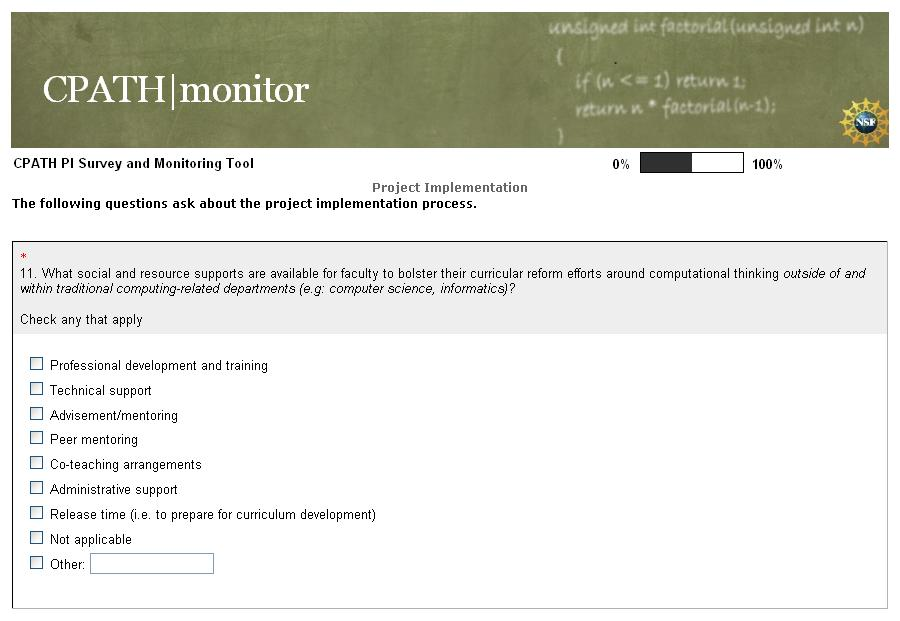 unsigned int factorial(unsigned int n)
{
if (n <= 1) return 1;
return n * factorial(n-1);
}
CPATH|monitor
NSF
CPATH PI Survey and Monitoring Tool
0% 100%
Project Implementation
The following questions ask about the project implementation process.
*
11. What social and resource supports are available for faculty to bolster their curricular reform efforts around computational thinking outside of and
within traditional computing-related departments (e.g: computer science, informatics)?
Check any that apply
Professional development and training
Technical support
Advisement/mentoring
Peer mentoring
Co-teaching arrangements
Administrative support
Release time (i.e. to prepare for curriculum development)
Not applicable
Other: